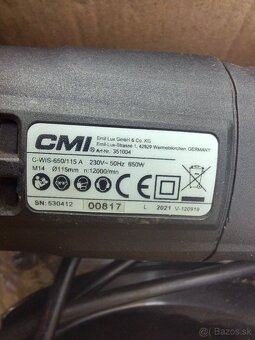 CMI
Emil Lux GmbH & Co. KG
Emil-Lux-Strasse 1, 42929 Wermelskirchen, GERMANY
Art-Nr. 351004
C-WIS-650/115 A 230V~ 50Hz 650W
M14 Ø115mm n:12000/min
SN: 530412 00817 L 2021 V-120919
bazos.sk